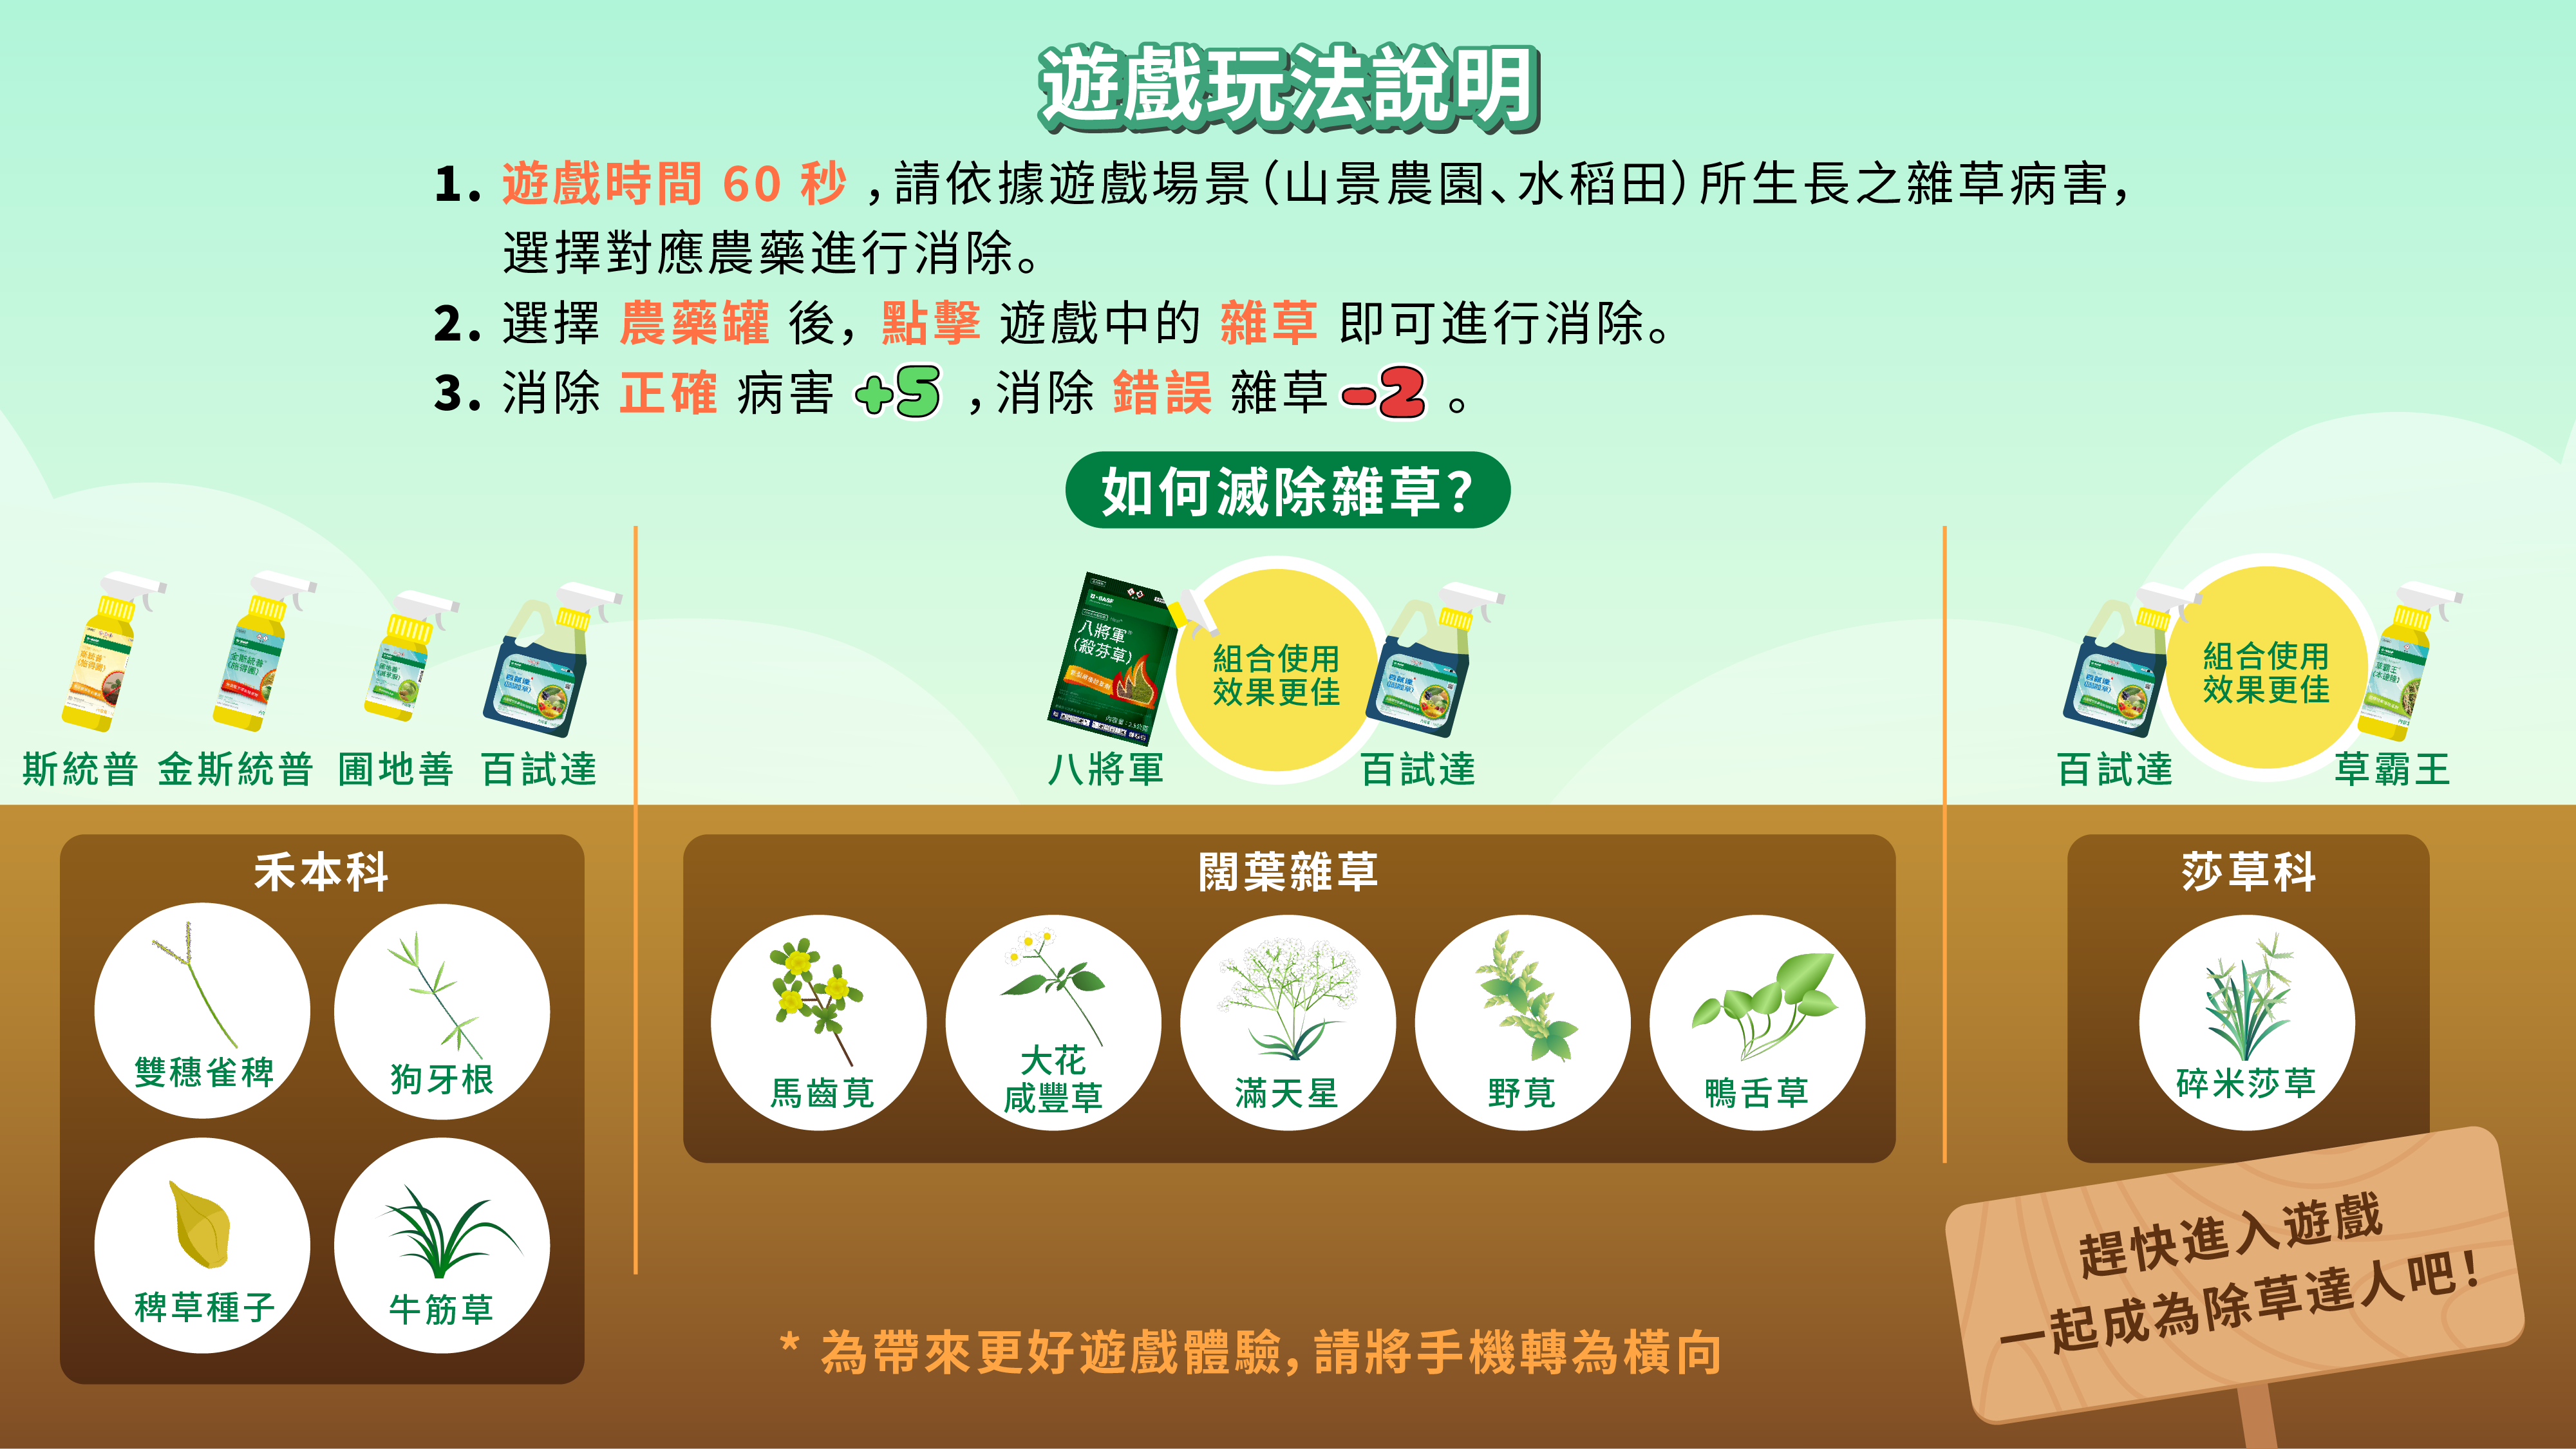 遊戲玩法說明
1. 遊戲時間 60 秒，請依據遊戲場景（山景農園、水稻田）所生長之雜草病害，
選擇對應農藥進行消除。
2. 選擇 農藥罐 後，點擊 遊戲中的 雜草 即可進行消除。
3. 消除 正確 病害 +5 ，消除 錯誤 雜草 -2 。
如何滅除雜草？
BASF
八將軍
(殺芬草)
組合使用
效果更佳
組合使用
效果更佳
斯統普 金斯統普 圃地善 百試達
八將軍 百試達
百試達 草霸王
禾本科
雙穗雀稗 狗牙根
稗草種子 牛筋草
闊葉雜草
馬齒莧
大花
咸豐草
滿天星
野莧
鴨舌草
莎草科
碎米莎草
* 為帶來更好遊戲體驗，請將手機轉為橫向
趕快進入遊戲
一起成為除草達人吧！